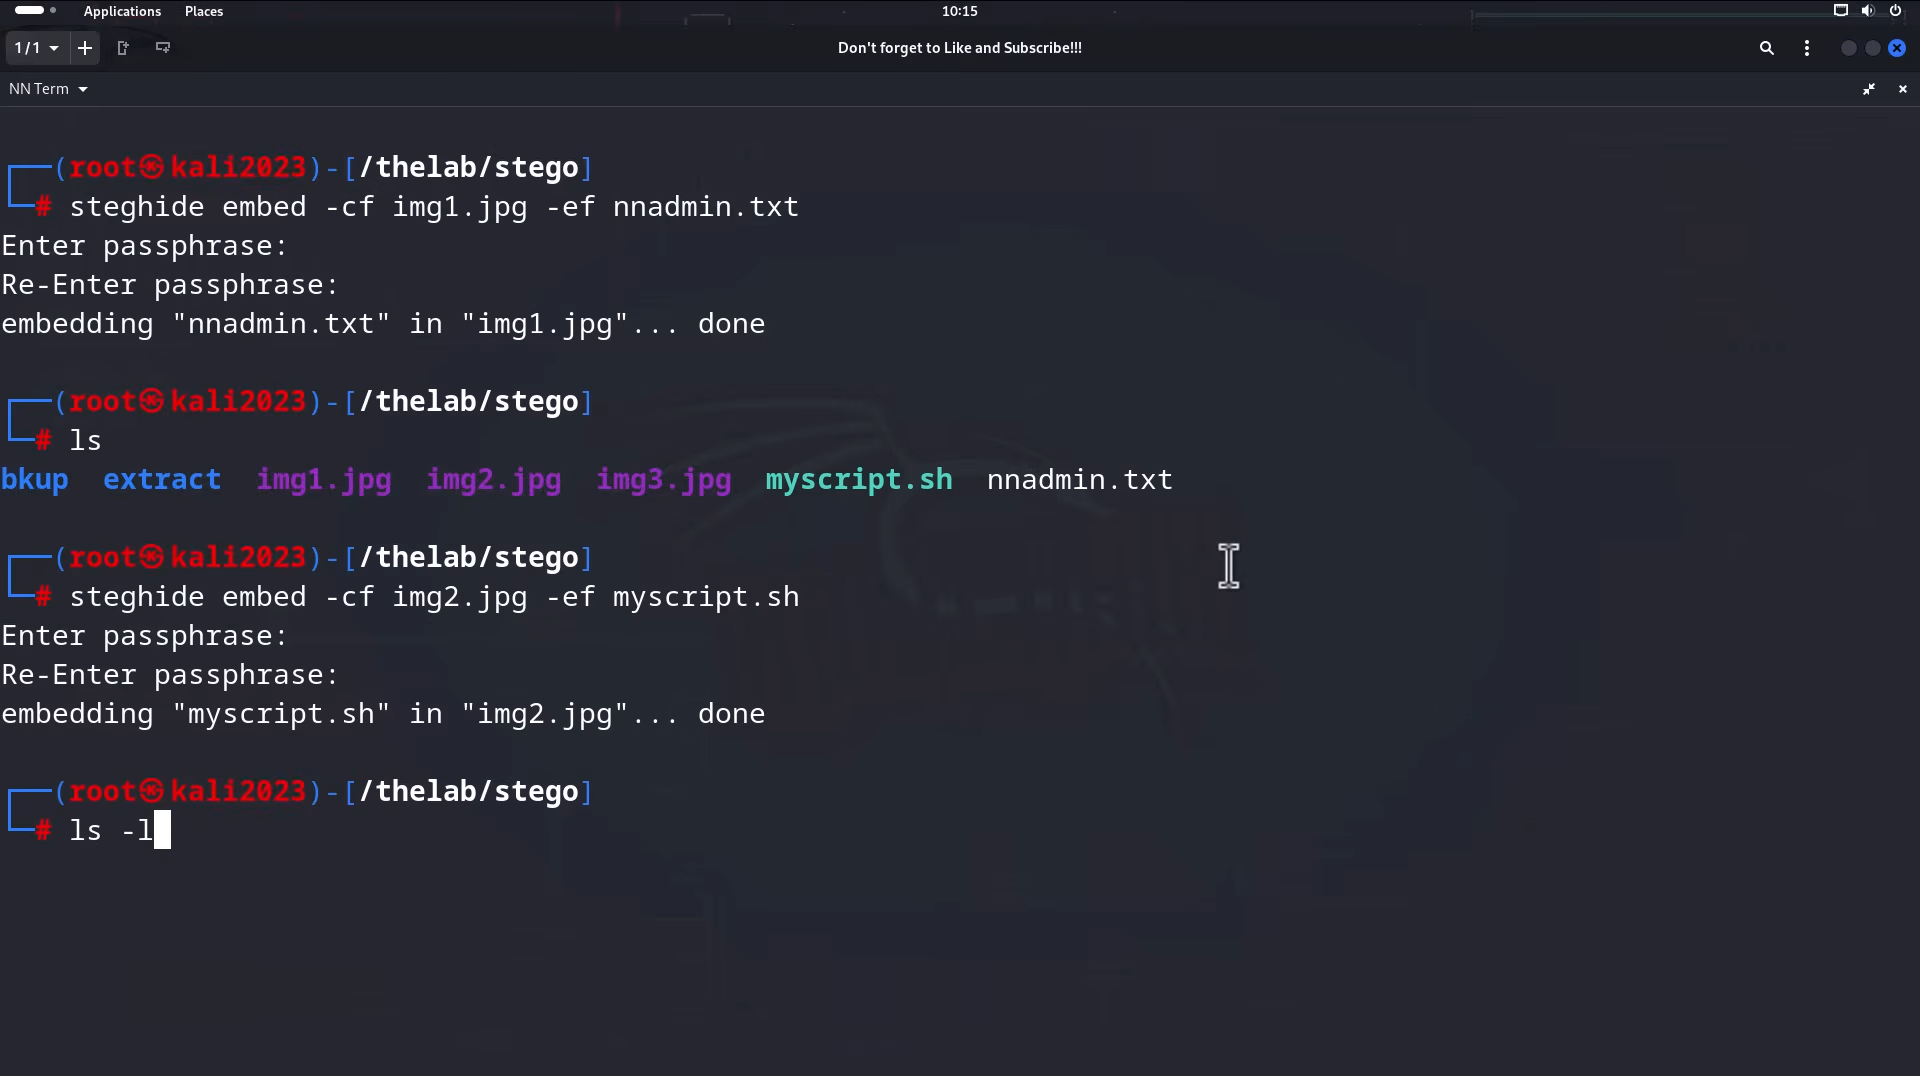 Applications Places 10:15
1/1 Don't forget to Like and Subscribe!!!
NN Term
(root㉿kali2023)-[/thelab/stego]
# steghide embed -cf img1.jpg -ef nnadmin.txt
Enter passphrase:
Re-Enter passphrase:
embedding "nnadmin.txt" in "img1.jpg"... done
(root㉿kali2023)-[/thelab/stego]
# ls
bkup extract img1.jpg img2.jpg img3.jpg myscript.sh nnadmin.txt
(root㉿kali2023)-[/thelab/stego]
# steghide embed -cf img2.jpg -ef myscript.sh
Enter passphrase:
Re-Enter passphrase:
embedding "myscript.sh" in "img2.jpg"... done
(root㉿kali2023)-[/thelab/stego]
# ls -l